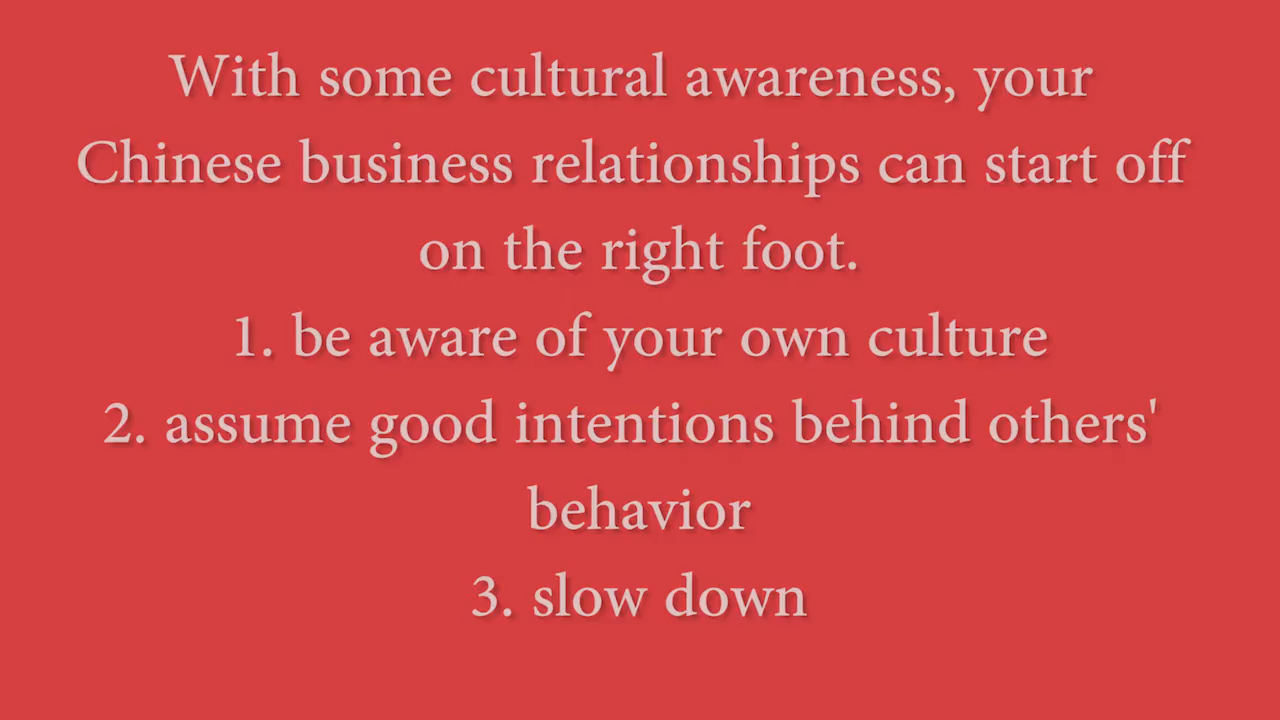 With some cultural awareness, your
Chinese business relationships can start off
on the right foot.
1. be aware of your own culture
2. assume good intentions behind others'
behavior
3. slow down